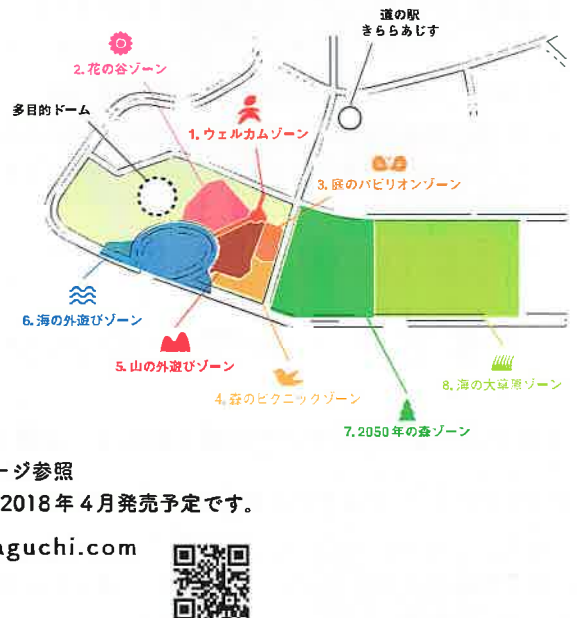 道の駅
きららあじす
2. 花の谷ゾーン
多目的ドーム
1. ウェルカムゾーン
3. 庭のパビリオンゾーン
6. 海の外遊びゾーン
5. 山の外遊びゾーン
4. 森のピクニックゾーン
8. 海の大草原ゾーン
7. 2050年の森ゾーン
ージ参照
2018年4月発売予定です。
aguchi.com